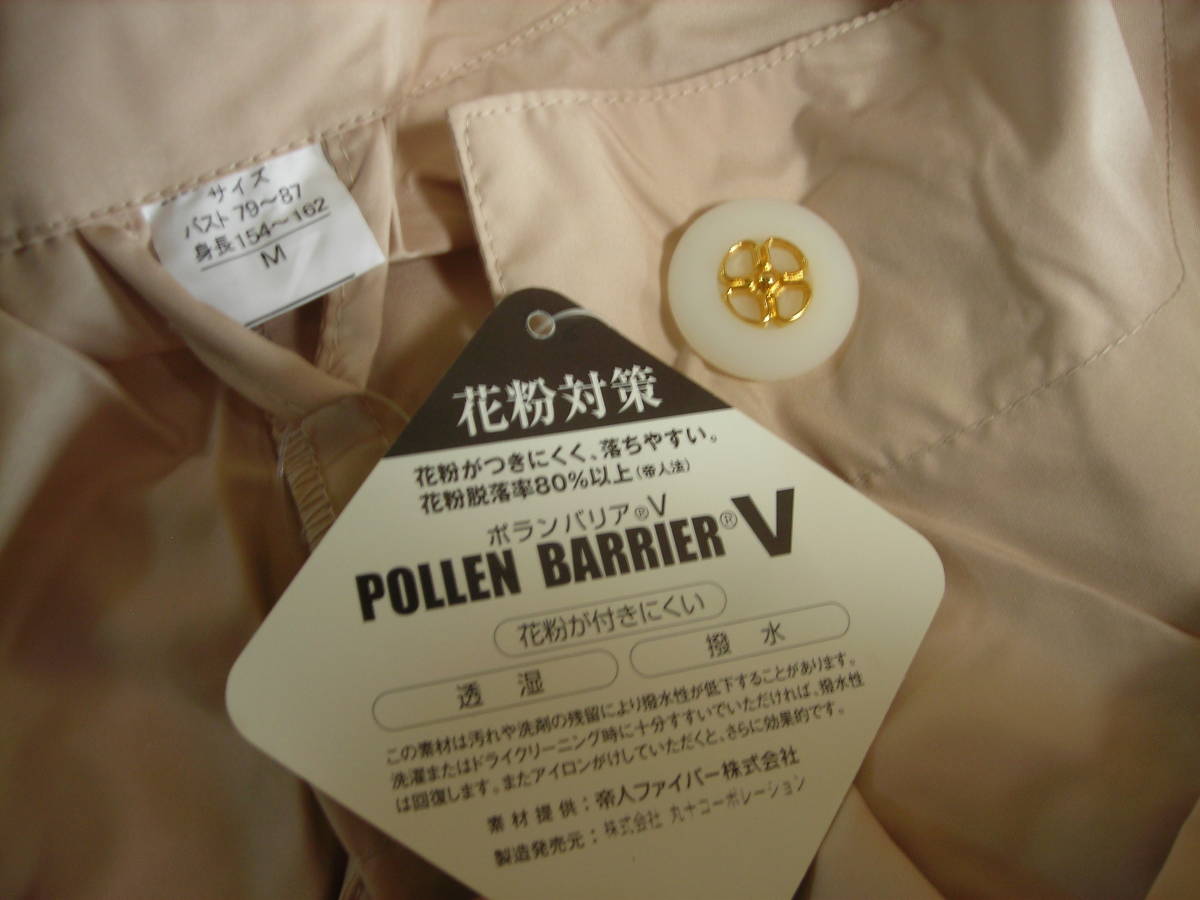 サイズ
バスト 79〜87
身長 154〜162
M
花粉対策
花粉がつきにくく、落ちやすい。
花粉脱落率80%以上(帝人法)
ポランバリア®V
POLLEN BARRIER® V
花粉が付きにくい
透湿
撥水
この素材は汚れや洗剤の残留により撥水性が低下することがあります。
洗濯またはドライクリーニング時に十分すすいでいただければ、撥水性
は回復します。またアイロンがけしていただくと、さらに効果的です。
素材提供:帝人ファイバー株式会社
製造発売元:株式会社 丸十コーポレーション